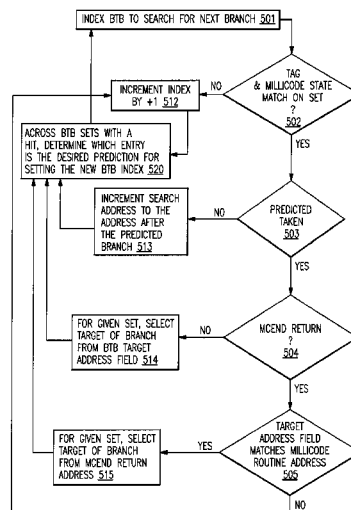 INDEX BTB TO SEARCH FOR NEXT BRANCH 501
TAG
& MILLICODE STATE
MATCH ON SET
?
502
NO
INCREMENT INDEX
BY +1 512
YES
ACROSS BTB SETS WITH A
HIT, DETERMINE WHICH ENTRY
IS THE DESIRED PREDICTION FOR
SETTING THE NEW BTB INDEX 520
PREDICTED
TAKEN
503
NO
INCREMENT SEARCH
ADDRESS TO THE
ADDRESS AFTER
THE PREDICTED
BRANCH 513
YES
MCEND RETURN
?
504
NO
FOR GIVEN SET, SELECT
TARGET OF BRANCH
FROM BTB TARGET
ADDRESS FIELD 514
YES
TARGET
ADDRESS FIELD
MATCHES MILLICODE
ROUTINE ADDRESS
505
YES
FOR GIVEN SET, SELECT
TARGET OF BRANCH
FROM MCEND RETURN
ADDRESS 515
NO